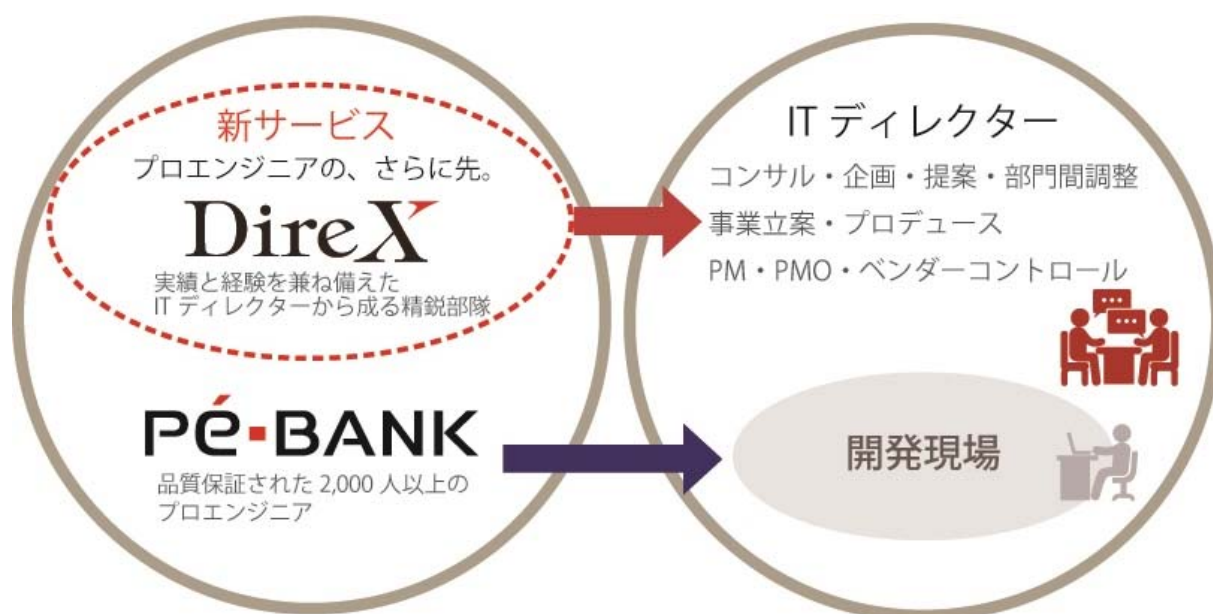 新サービス
プロエンジニアの、さらに先。
DireX
実績と経験を兼ね備えた
IT ディレクターから成る精鋭部隊
Pé-BANK
品質保証された 2,000 人以上の
プロエンジニア
IT ディレクター
コンサル・企画・提案・部門間調整
事業立案・プロデュース
PM・PMO・ベンダーコントロール
開発現場